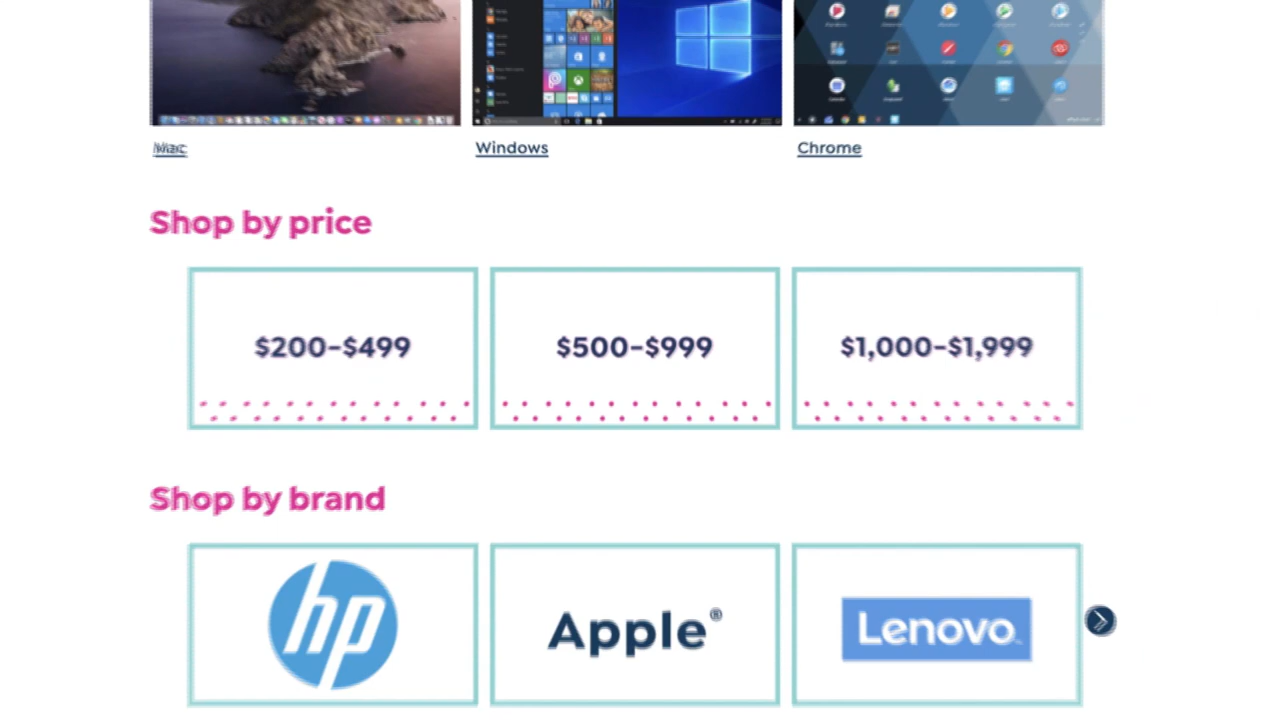 Mac
Windows
Chrome
Shop by price
$200–$499
$500–$999
$1,000–$1,999
Shop by brand
hp
Apple®
Lenovo